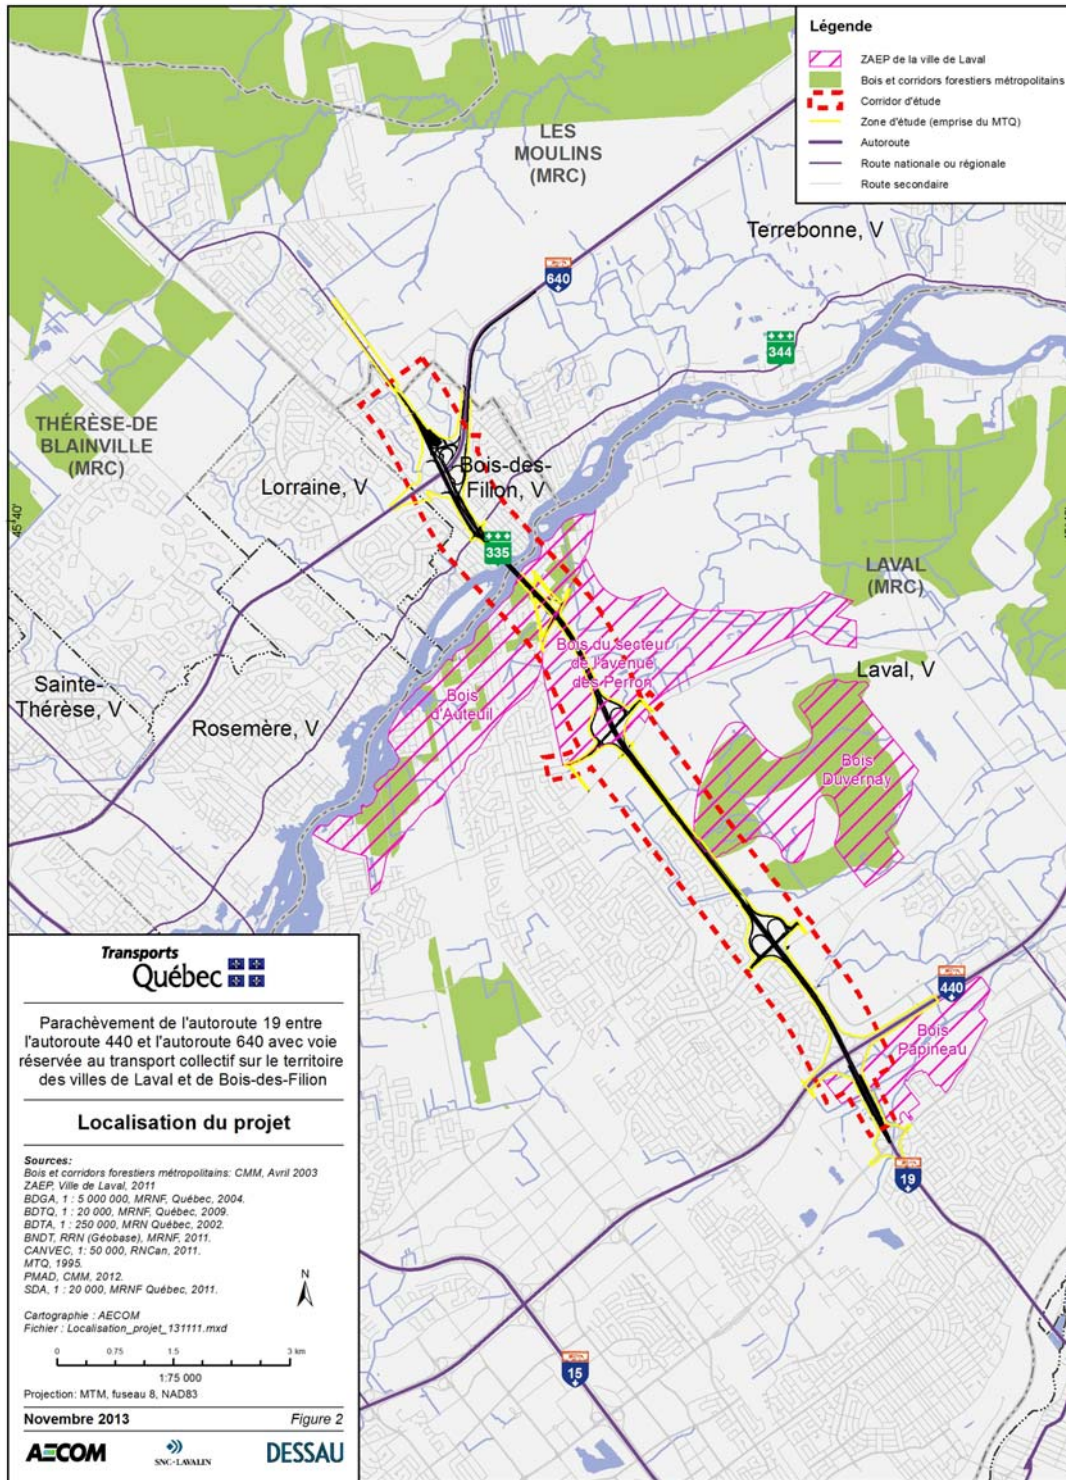 Légende
ZAEP de la ville de Laval
Bois et corridors forestiers métropolitains
Corridor d'étude
Zone d'étude (emprise du MTQ)
Autoroute
Route nationale ou régionale
Route secondaire
LES
MOULINS
(MRC)
Terrebonne, V
640
344
THÉRÈSE-DE
BLAINVILLE
(MRC)
Lorraine, V
Bois-des-
Filion, V
45°40'
335
LAVAL
(MRC)
Bois du secteur
de l'avenue
des Perron
Laval, V
Sainte-
Thérèse, V
Rosemère, V
Bois
d'Auteuil
Bois
Duvernay
440
Bois
Papineau
19
15
Transports
Québec
Parachèvement de l'autoroute 19 entre
l'autoroute 440 et l'autoroute 640 avec voie
réservée au transport collectif sur le territoire
des villes de Laval et de Bois-des-Filion
Localisation du projet
Sources:
Bois et corridors forestiers métropolitains: CMM, Avril 2003
ZAEP, Ville de Laval, 2011
BDGA, 1 : 5 000 000, MRNF, Québec, 2004.
BDTQ, 1 : 20 000, MRNF, Québec, 2009.
BDTA, 1 : 250 000, MRN Québec, 2002.
BNDT, RRN (Géobase), MRNF, 2011.
CANVEC, 1: 50 000, RNCan, 2011.
MTQ, 1995.
PMAD, CMM, 2012.
SDA, 1 : 20 000, MRNF Québec, 2011.
N
Cartographie : AECOM
Fichier : Localisation_projet_131111.mxd
0 0.75 1.5 3 km
1:75 000
Projection: MTM, fuseau 8, NAD83
Novembre 2013 Figure 2
AECOM SNC·LAVALIN DESSAU